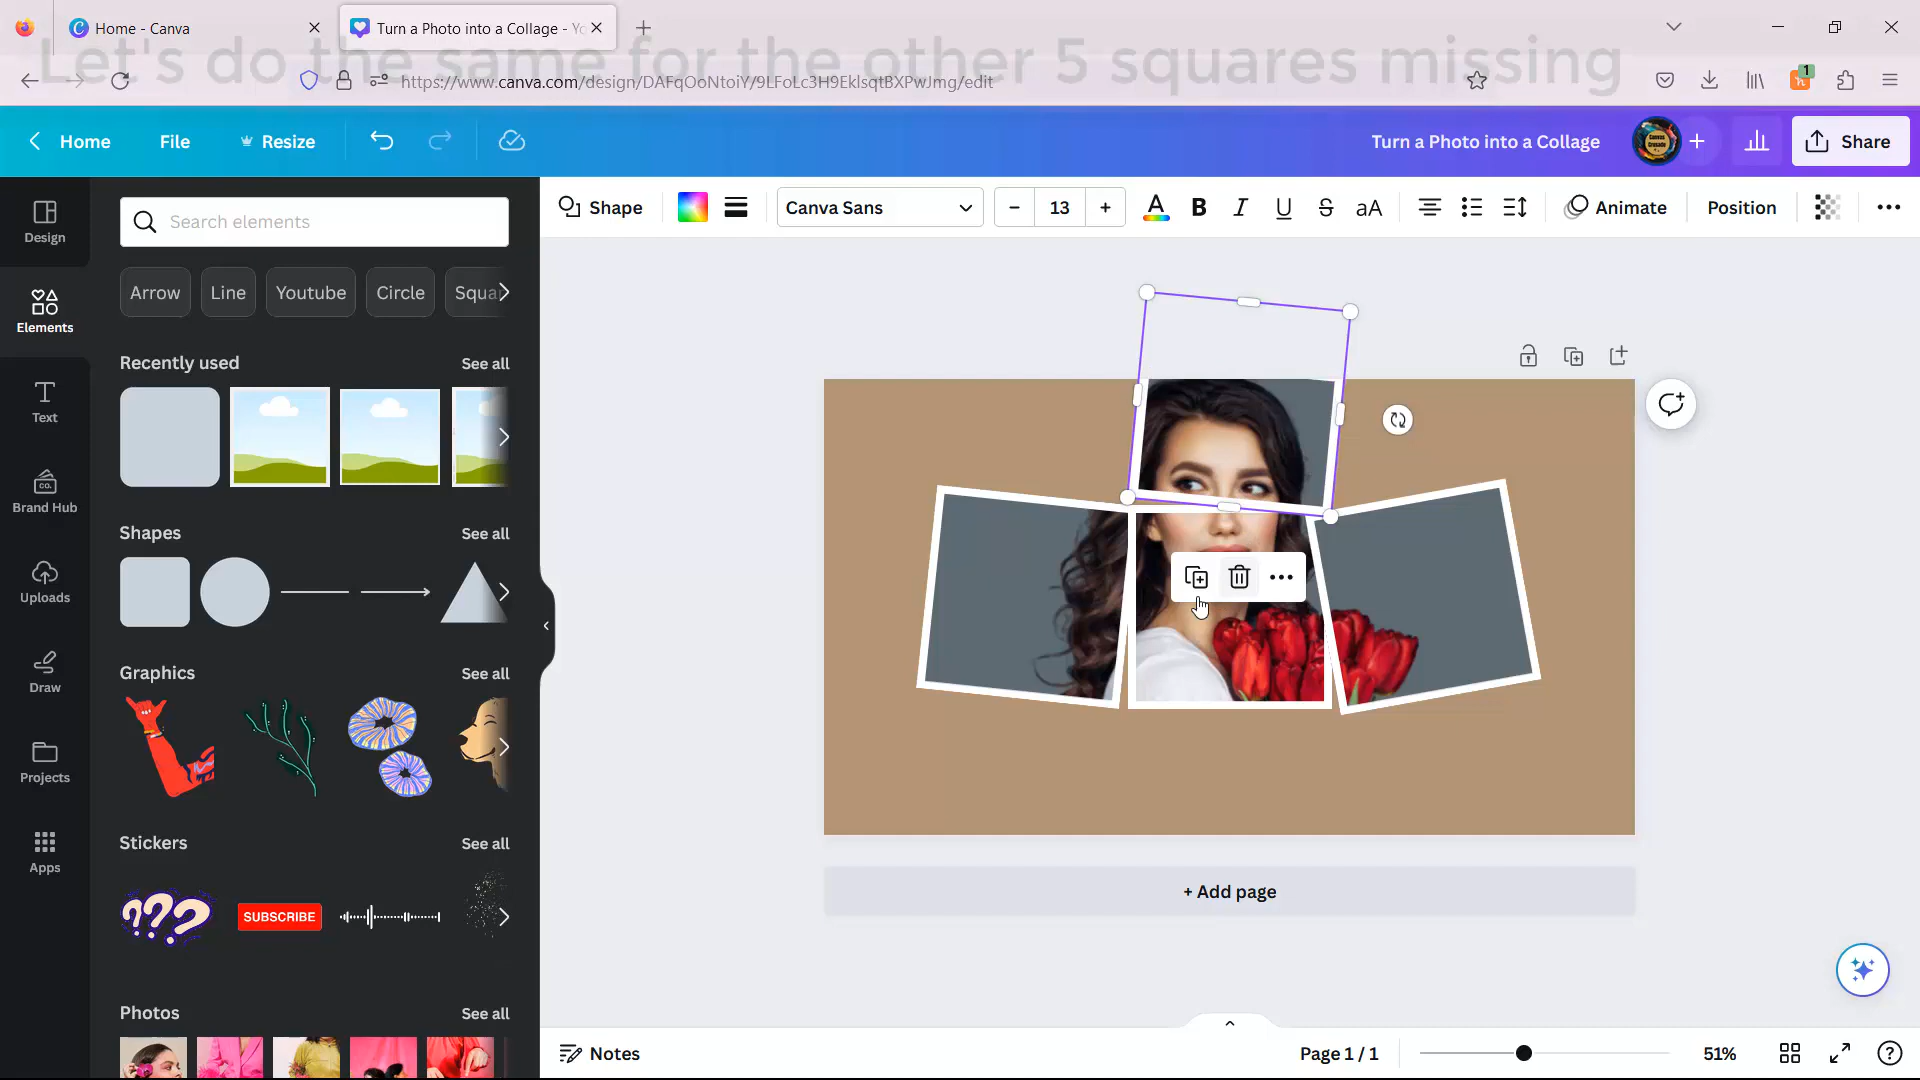 Home - Canva
Turn a Photo into a Collage - Yo
Let's do the same for the other 5 squares missing
https://www.canva.com/design/DAFqOoNtoiY/9LFoLc3H9EklsqtBXPwJmg/edit
1
Home
File
Resize
Turn a Photo into a Collage
Share
Design
Elements
Text
Brand Hub
Uploads
Draw
Projects
Apps
Search elements
Arrow
Line
Youtube
Circle
Squa
Recently used
See all
Shapes
See all
Graphics
See all
Stickers
See all
???
SUBSCRIBE
Photos
See all
Shape
Canva Sans
13
A
B
I
U
S
aA
Animate
Position
+ Add page
Notes
Page 1 / 1
51%